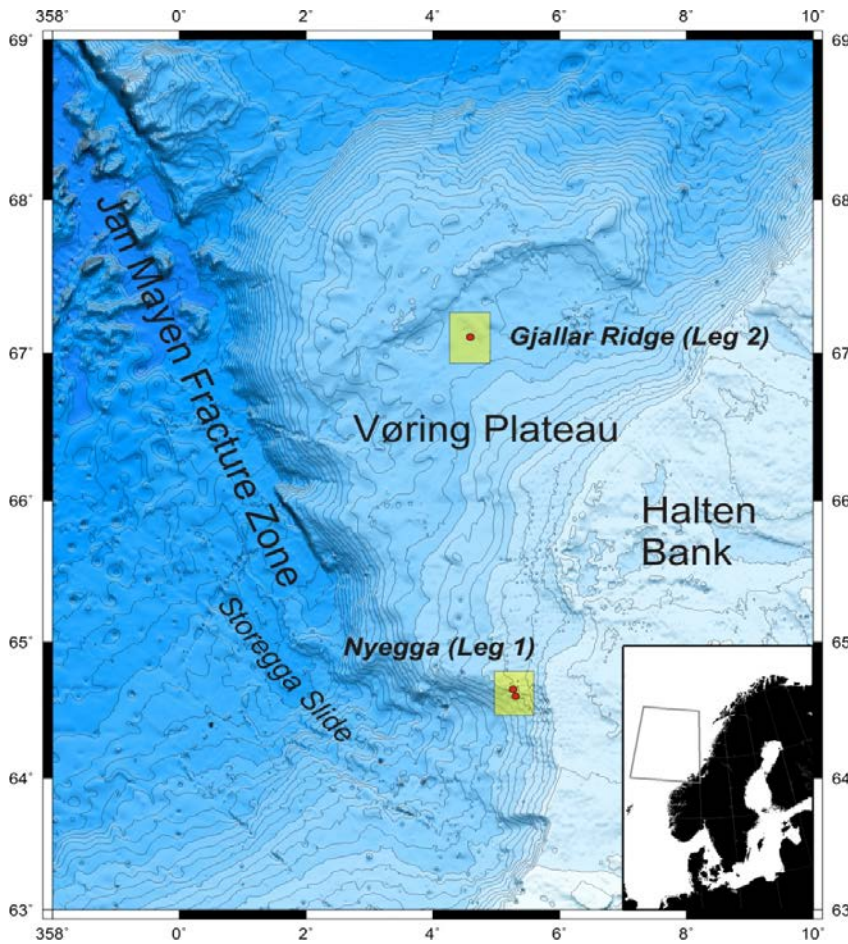 358° 0° 2° 4° 6° 8° 10°
69° 69°
68° 68°
Jan Mayen Fracture Zone
Gjallar Ridge (Leg 2)
67° 67°
Vøring Plateau
66° 66°
Halten
Bank
Storegga Slide
65° 65°
Nyegga (Leg 1)
64° 64°
63° 63°
358° 0° 2° 4° 6° 8° 10°